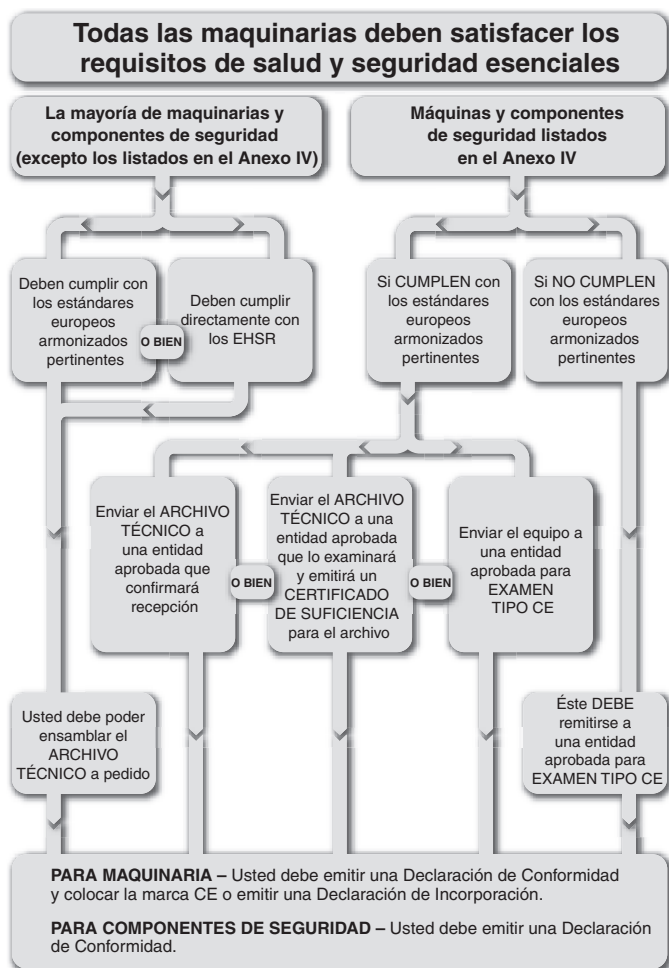 Todas las maquinarias deben satisfacer los
requisitos de salud y seguridad esenciales
La mayoría de maquinarias y
componentes de seguridad
(excepto los listados en el Anexo IV)
Máquinas y componentes
de seguridad listados
en el Anexo IV
Deben cumplir con
los estándares
europeos
armonizados
pertinentes
O BIEN
Deben cumplir
directamente con
los EHSR
Si CUMPLEN con
los estándares
europeos
armonizados
pertinentes
Si NO CUMPLEN
con los estándares
europeos
armonizados
pertinentes
Enviar el ARCHIVO
TÉCNICO a
una entidad
aprobada que
confirmará
recepción
O BIEN
Enviar el ARCHIVO
TÉCNICO a una
entidad aprobada
que lo examinará
y emitirá un
CERTIFICADO
DE SUFICIENCIA
para el archivo
O BIEN
Enviar el equipo a
una entidad
aprobada para
EXAMEN
TIPO CE
Usted debe poder
ensamblar el
ARCHIVO
TÉCNICO a pedido
Éste DEBE
remitirse a
una entidad
aprobada para
EXAMEN TIPO CE
PARA MAQUINARIA – Usted debe emitir una Declaración de Conformidad
y colocar la marca CE o emitir una Declaración de Incorporación.
PARA COMPONENTES DE SEGURIDAD – Usted debe emitir una Declaración
de Conformidad.